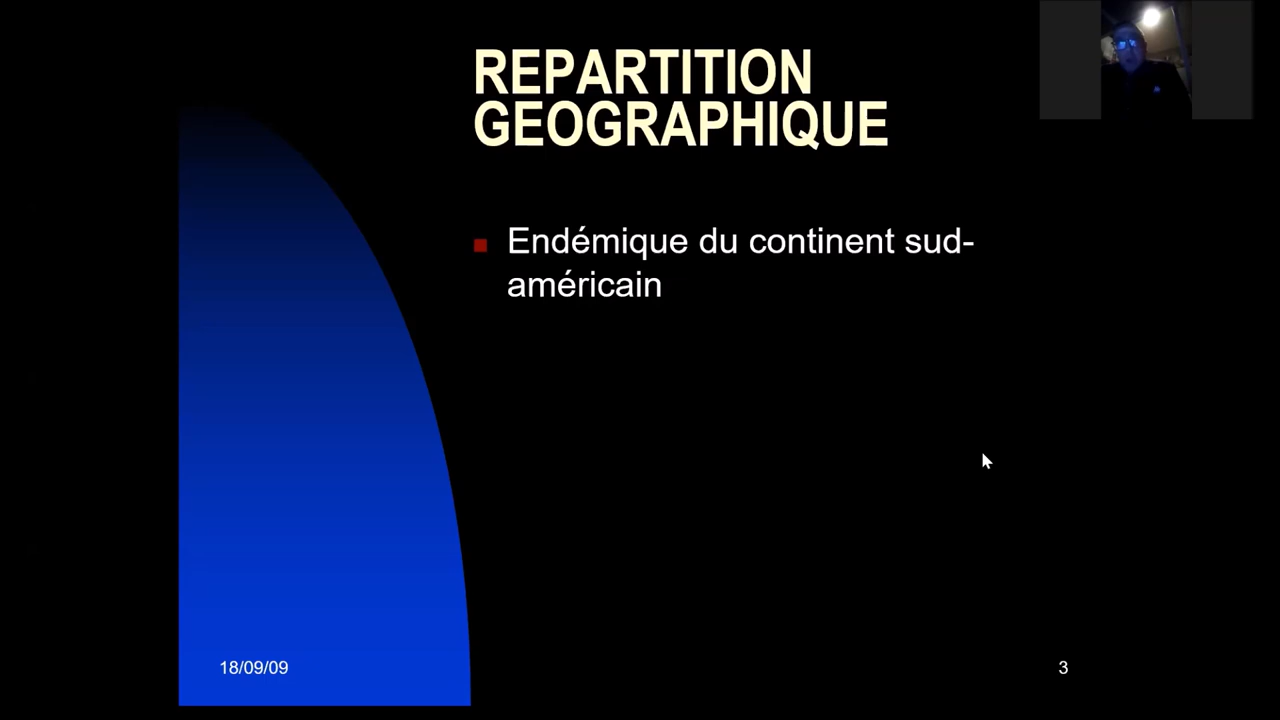 REPARTITION
GEOGRAPHIQUE
Endémique du continent sud-
américain
18/09/09
3